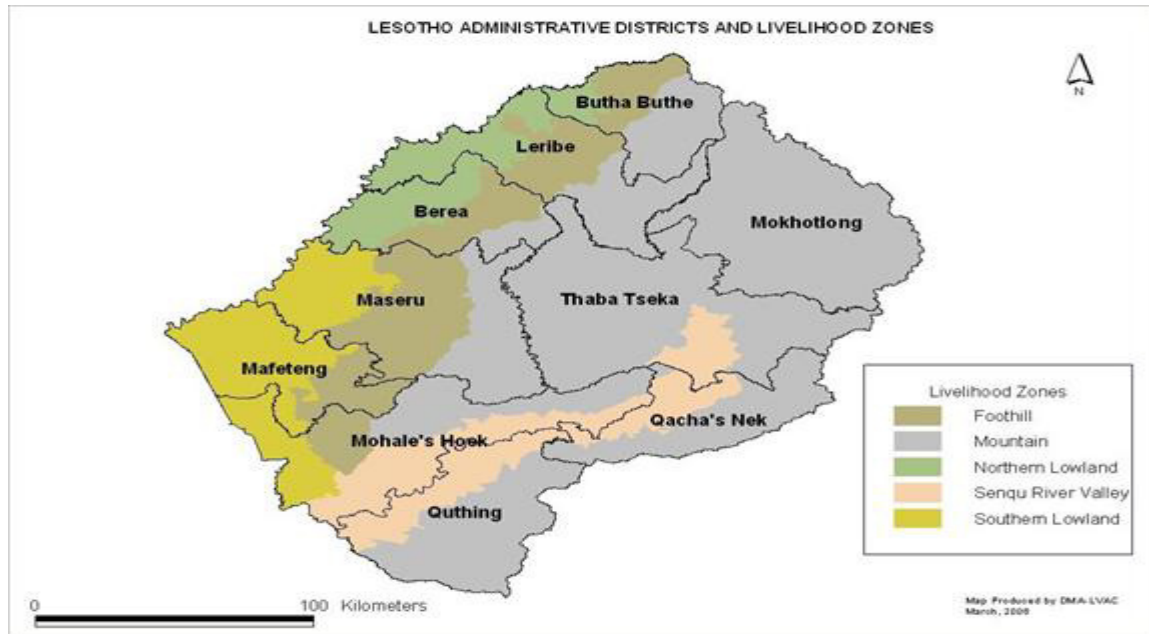 LESOTHO ADMINISTRATIVE DISTRICTS AND LIVELIHOOD ZONES
N
Butha Buthe
Leribe
Berea
Mokhotlong
Maseru
Thaba Tseka
Mafeteng
Mohale's Hoek
Qacha's Nek
Quthing
Livelihood Zones
Foothill
Mountain
Northern Lowland
Senqu River Valley
Southern Lowland
0 100 Kilometers
Map Produced by DMA-LVAC
March,